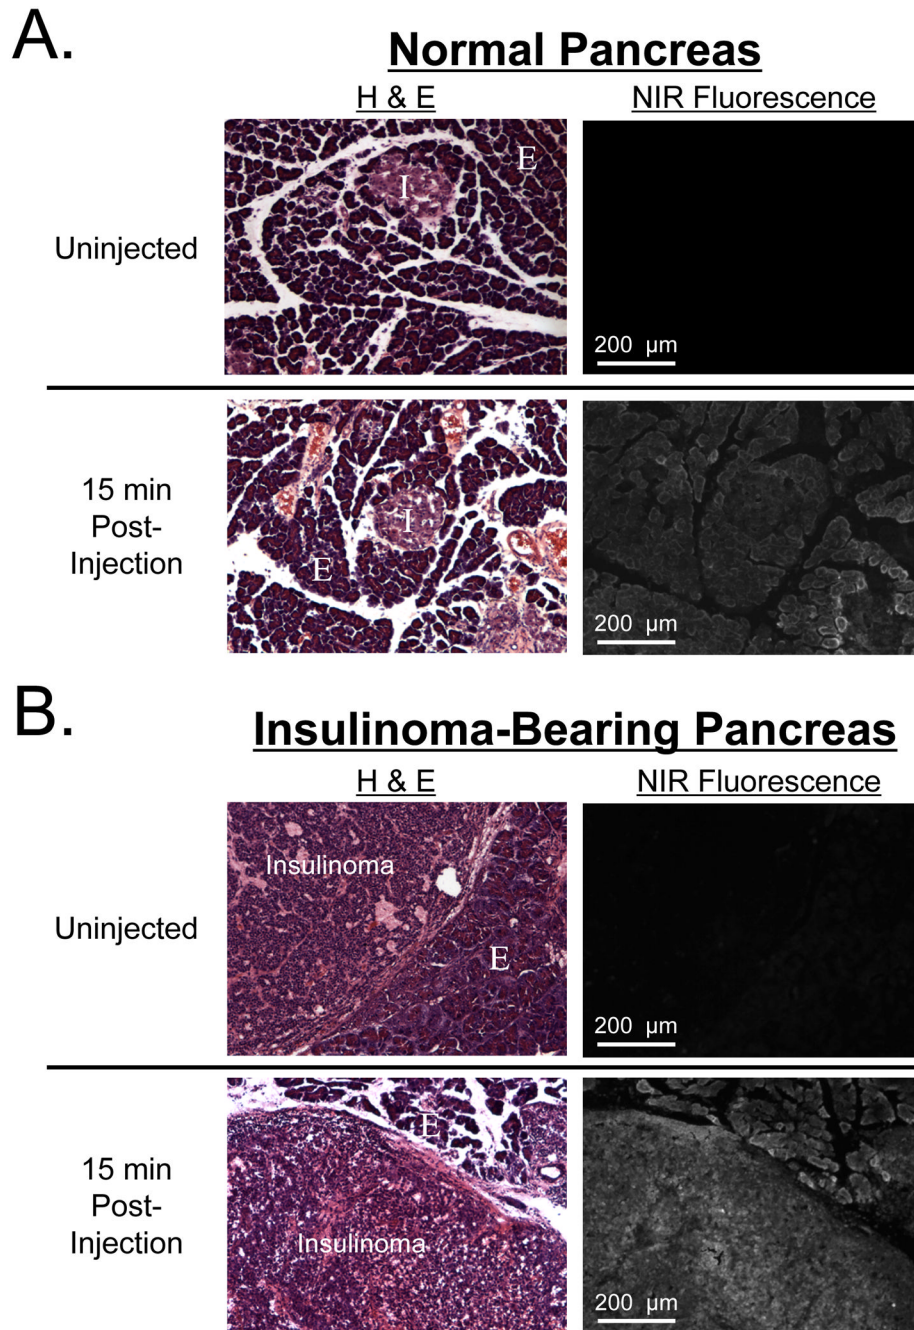 A.
Normal Pancreas
H & E
NIR Fluorescence
Uninjected
I
E
200 μm
15 min
Post-
Injection
I
E
200 μm
B.
Insulinoma-Bearing Pancreas
H & E
NIR Fluorescence
Uninjected
Insulinoma
E
200 μm
15 min
Post-
Injection
E
Insulinoma
200 μm